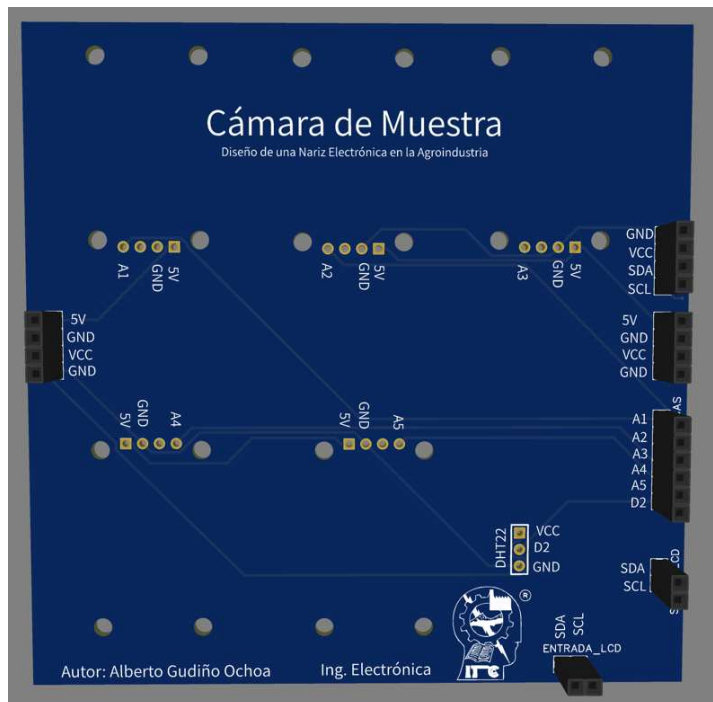 Cámara de Muestra
Diseño de una Nariz Electrónica en la Agroindustria
GND
VCC
SDA
SCL
A1
GND
5V
A2
GND
5V
A3
GND
5V
5V
GND
VCC
GND
5V
GND
VCC
GND
5V
GND
A4
5V
GND
A5
A1
A2
A3
A4
A5
D2
DHT22
VCC
D2
GND
SDA
SCL
SDA
SCL
ENTRADA_LCD
®
ITC
Autor: Alberto Gudiño Ochoa
Ing. Electrónica